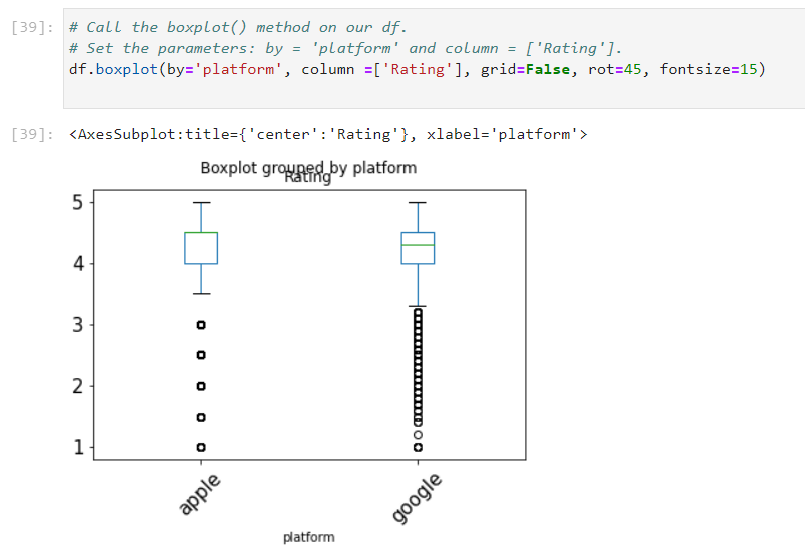 [39]: # Call the boxplot() method on our df.
# Set the parameters: by = 'platform' and column = ['Rating'].
df.boxplot(by='platform', column =['Rating'], grid=False, rot=45, fontsize=15)
[39]: <AxesSubplot:title={'center':'Rating'}, xlabel='platform'>
Boxplot grouped by platform
Rating
5
4
3
2
1
apple google
platform